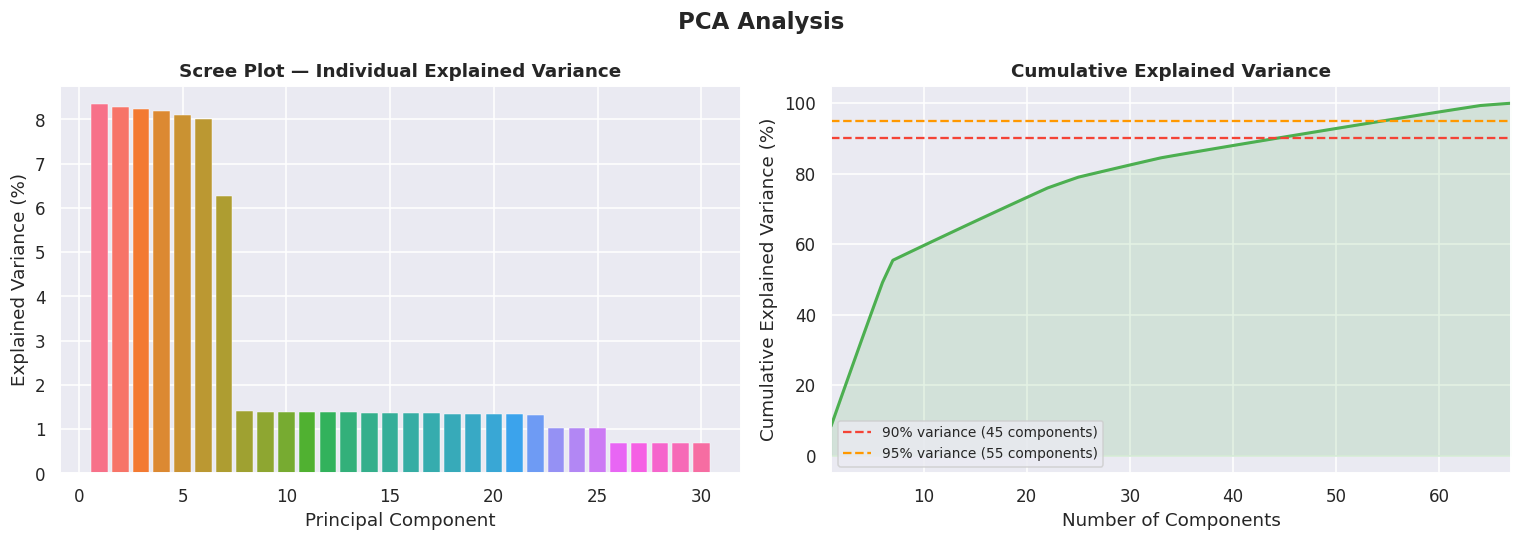 PCA Analysis
Scree Plot — Individual Explained Variance
Explained Variance (%)
8
7
6
5
4
3
2
1
0
0 5 10 15 20 25 30
Principal Component
Cumulative Explained Variance
Cumulative Explained Variance (%)
100
80
60
40
20
0
90% variance (45 components)
95% variance (55 components)
10 20 30 40 50 60
Number of Components